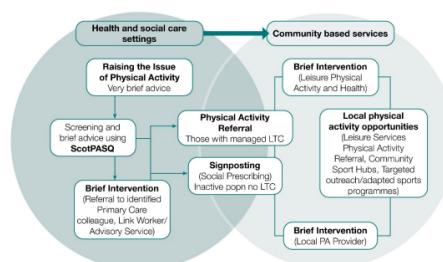 Health and social care
settings
Community based services
Raising the Issue
of Physical Activity
Very brief advice
Screening and
brief advice using
ScotPASQ
Brief Intervention
(Referral to identified
Primary Care
colleague, Link Worker/
Advisory Service)
Physical Activity
Referral
Those with managed LTC
Signposting
(Social Prescribing)
Inactive popn no LTC
Brief Intervention
(Leisure Physical
Activity and Health)
Local physical
activity opportunities
(Leisure Services
Physical Activity
Referral, Community
Sport Hubs, Targeted
outreach/adapted sports
programmes)
Brief Intervention
(Local PA Provider)